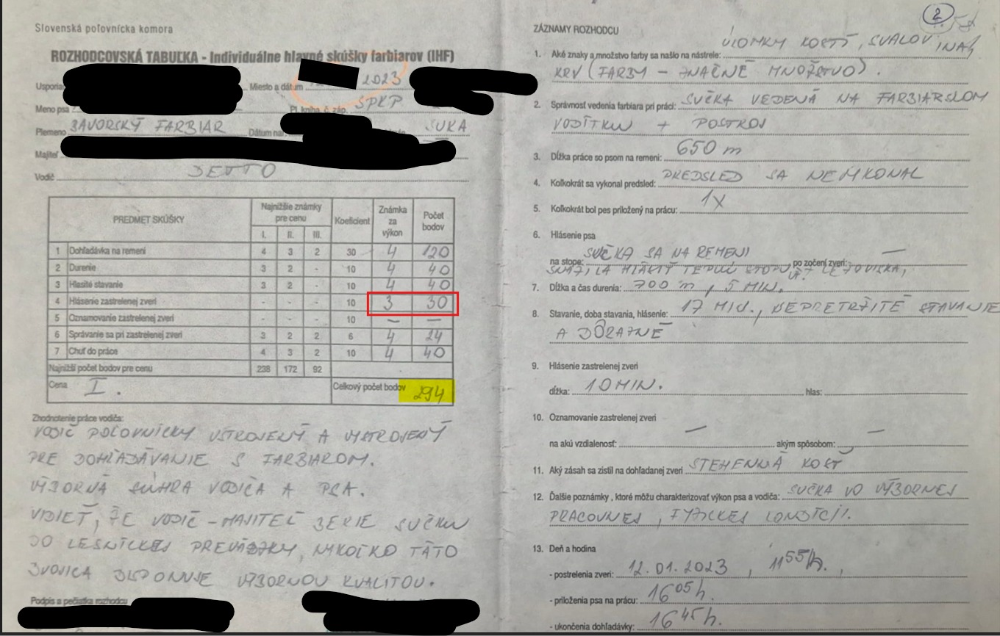 Slovenská poľovnícka komora
ROZHODCOVSKÁ TABUĽKA - Individuálne hlavné skúšky farbiarov (IHF)
Usporia
Miesto a dátum 2023
Meno psa
Pl. kniha č. záp. SPKP
Plemeno BAVORSKÝ FARBIAR Dátum nar. SUKA
Majiteľ
Vodič DETTO
PREDMET SKÚŠKY Najnižšie známky pre cenu Koeficient Známka za výkon Počet bodov
I. II. III.
1 Dohľadávka na remeni 4 3 2 30 4 120
2 Durenie 3 2 - 10 4 40
3 Hlasité stavanie 3 2 - 10 4 40
4 Hlásenie zastrelenej zveri - - - 10 3 30
5 Oznamovanie zastrelenej zveri - - - 10 – –
6 Správanie sa pri zastrelenej zveri 3 2 2 6 4 24
7 Chuť do práce 4 3 2 10 4 40
Najnižší počet bodov pre cenu 238 172 92
Cena I. Celkový počet bodov 294
Zhodnotenie práce vodiča:
VODIČ POĽOVNÍCKY USTROJENÝ A VYSTROJENÝ
PRE DOHĽADÁVANIE S FARBIAROM.
VÝBORNÁ SÚHRA VODIČA A PSA.
VIDIEŤ, ŽE VODIČ - MAJITEĽ BERIE SUČKU
DO LESNÍCKEJ PREVÁDZKY, NAKOĽKO TÁTO
DVOJICA DISPONUJE VÝBORNOU KVALITOU.
Podpis a pečiatka rozhodcu
2
ZÁZNAMY ROZHODCU
1. Aké znaky a množstvo farby sa našlo na nástrele: ÚLOMKY KOSTÍ, SVALOVINA,
KRV (FARBY - ZNAČNÉ MNOŽSTVO).
2. Správnosť vedenia farbiara pri práci: SUČKA VEDENÁ NA FARBIARSKOM
VODÍTKU + POSTROJ
3. Dĺžka práce so psom na remeni: 650 m
4. Koľkokrát sa vykonal predsled: PREDSLED SA NEVYKONAL
5. Koľkokrát bol pes priložený na prácu: 1X
6. Hlásenie psa
na stope: SUČKA SA NA REMENI po zočení zveri: –
SNAŽILA HLÁSIŤ TEPLÚ STOPU
7. Dĺžka a čas durenia: 700 m, 5 MIN.
8. Stavanie, doba stavania, hlásenie: 17 MIN., NEPRETRŽITÉ STAVANIE
A DÔRAZNÉ
9. Hlásenie zastrelenej zveri
dĺžka: 10 MIN. hlas:
10. Oznamovanie zastrelenej zveri
na akú vzdialenosť: – akým spôsobom: –
11. Aký zásah sa zistil na dohľadanej zveri STEHENNÁ KOSŤ
12. Ďalšie poznámky, ktoré môžu charakterizovať výkon psa a vodiča: SUČKA VO VÝBORNEJ
PRACOVNEJ, FYZICKEJ KONDÍCII.
13. Deň a hodina
- postrelenia zveri: 12.01.2023, 11 55 h.,
- priloženia psa na prácu: 16 05 h.
- ukončenia dohľadávky: 16 45 h.